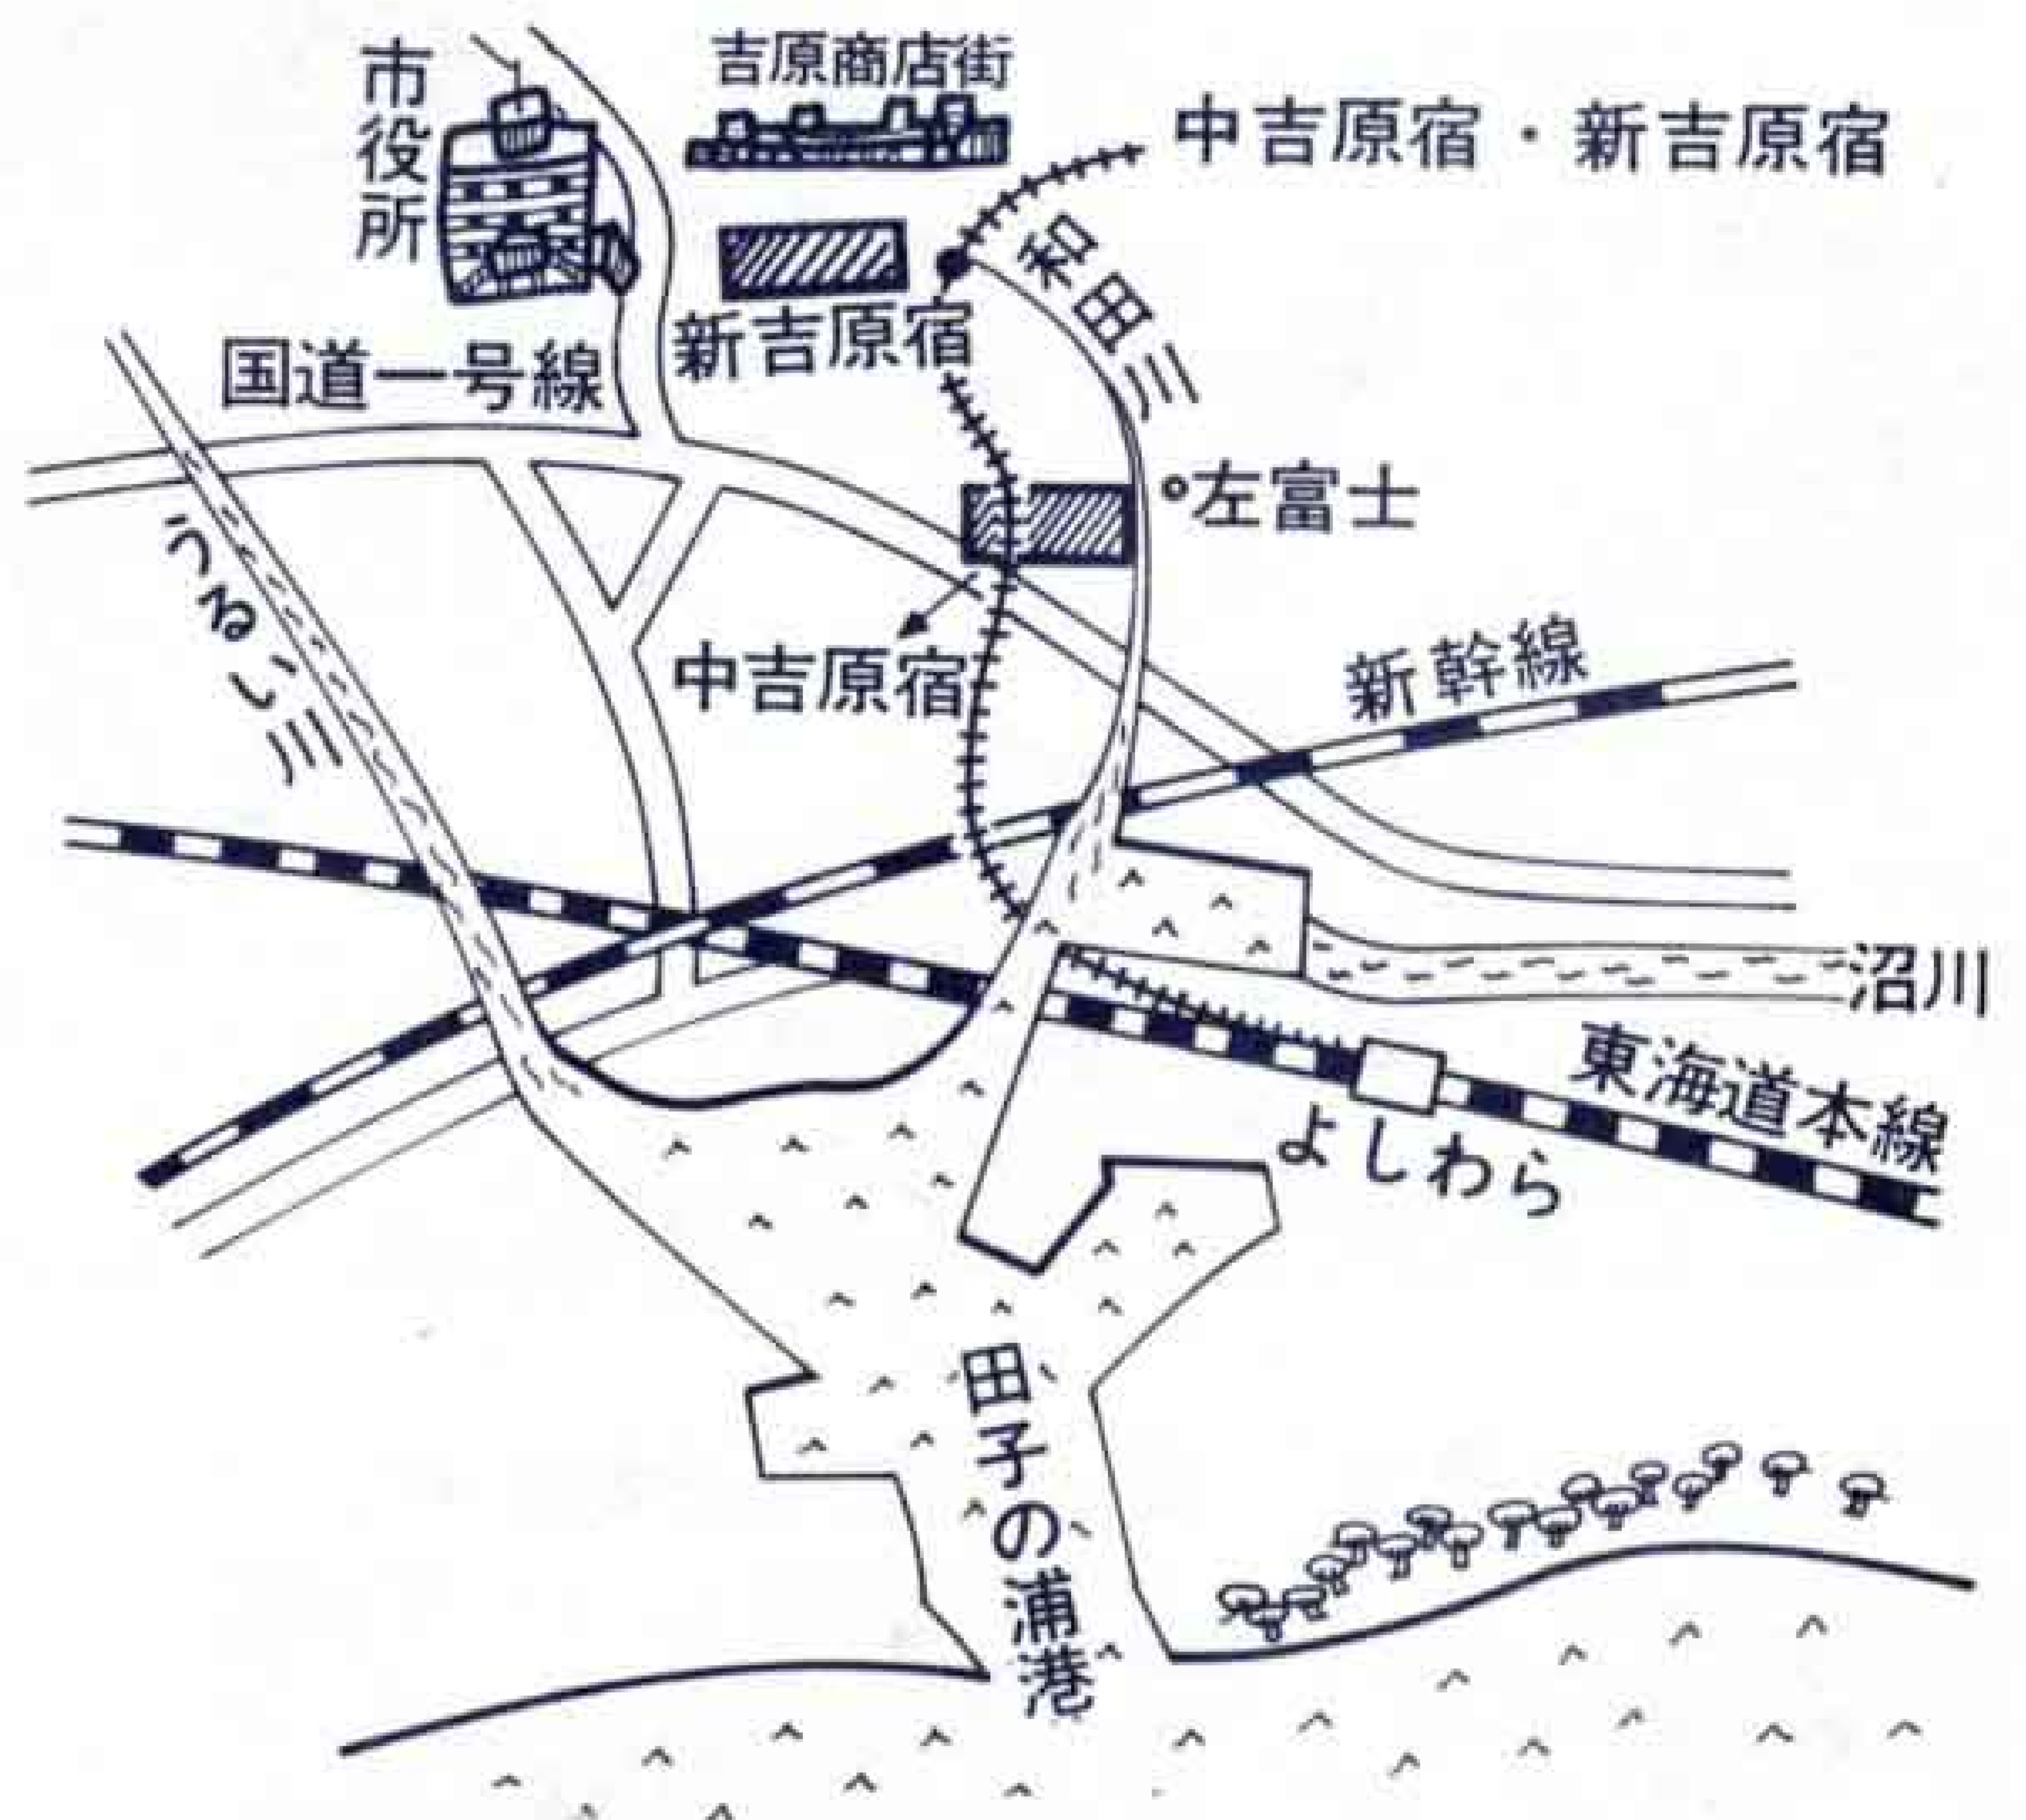 市役所
吉原商店街
中吉原宿・新吉原宿
和田川
新吉原宿
国道一号線
左富士
うるい川
中吉原宿
新幹線
沼川
東海道本線
よしわら
田子の浦港